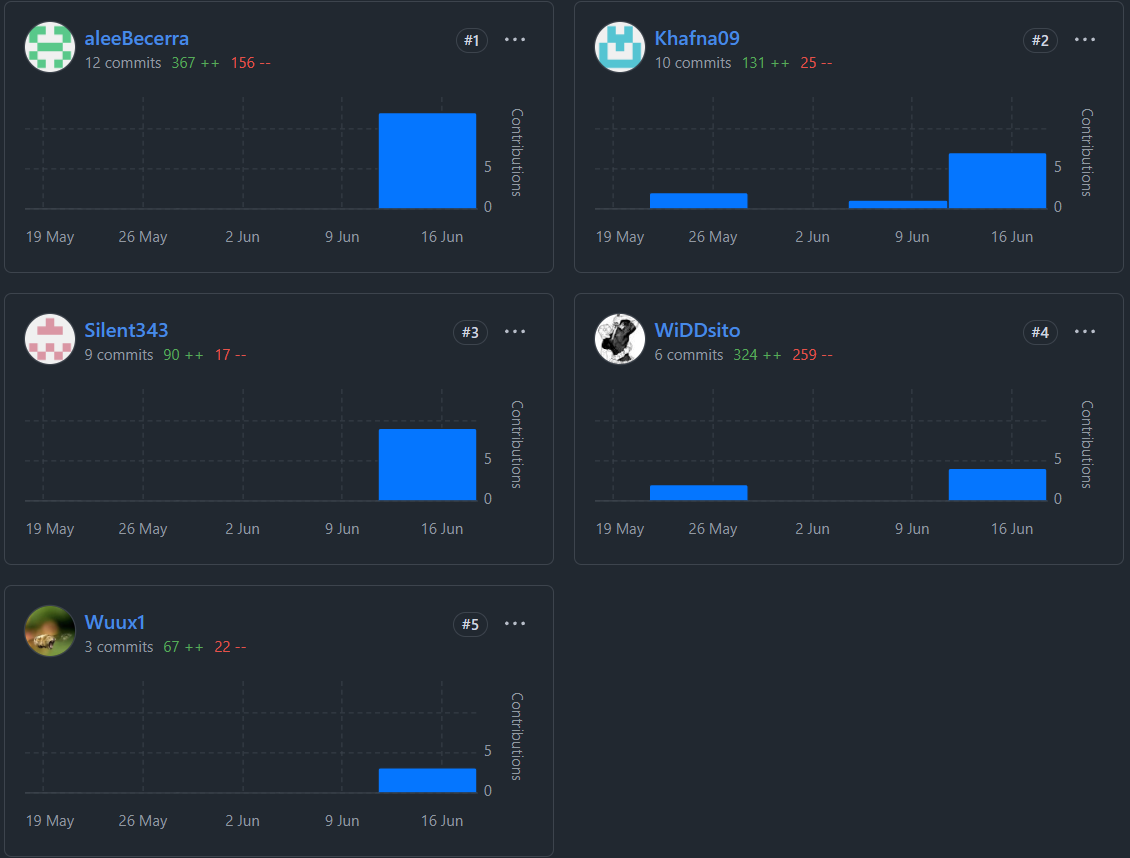 aleeBecerra
#1
12 commits 367 ++ 156 --
Contributions
5
0
19 May 26 May 2 Jun 9 Jun 16 Jun
Khafna09
#2
10 commits 131 ++ 25 --
Contributions
5
0
19 May 26 May 2 Jun 9 Jun 16 Jun
Silent343
#3
9 commits 90 ++ 17 --
Contributions
5
0
19 May 26 May 2 Jun 9 Jun 16 Jun
WiDDsito
#4
6 commits 324 ++ 259 --
Contributions
5
0
19 May 26 May 2 Jun 9 Jun 16 Jun
Wuux1
#5
3 commits 67 ++ 22 --
Contributions
5
0
19 May 26 May 2 Jun 9 Jun 16 Jun